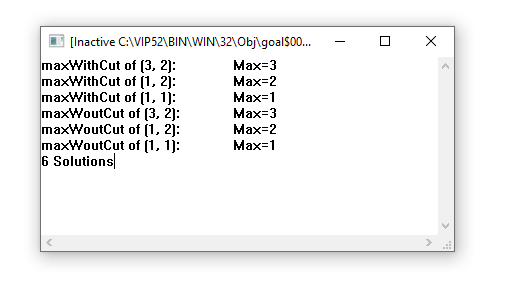 [Inactive C:\VIP52\BIN\WIN\32\Obj\goal$00...
maxWithCut of (3, 2): Max=3
maxWithCut of (1, 2): Max=2
maxWithCut of (1, 1): Max=1
maxWoutCut of (3, 2): Max=3
maxWoutCut of (1, 2): Max=2
maxWoutCut of (1, 1): Max=1
6 Solutions